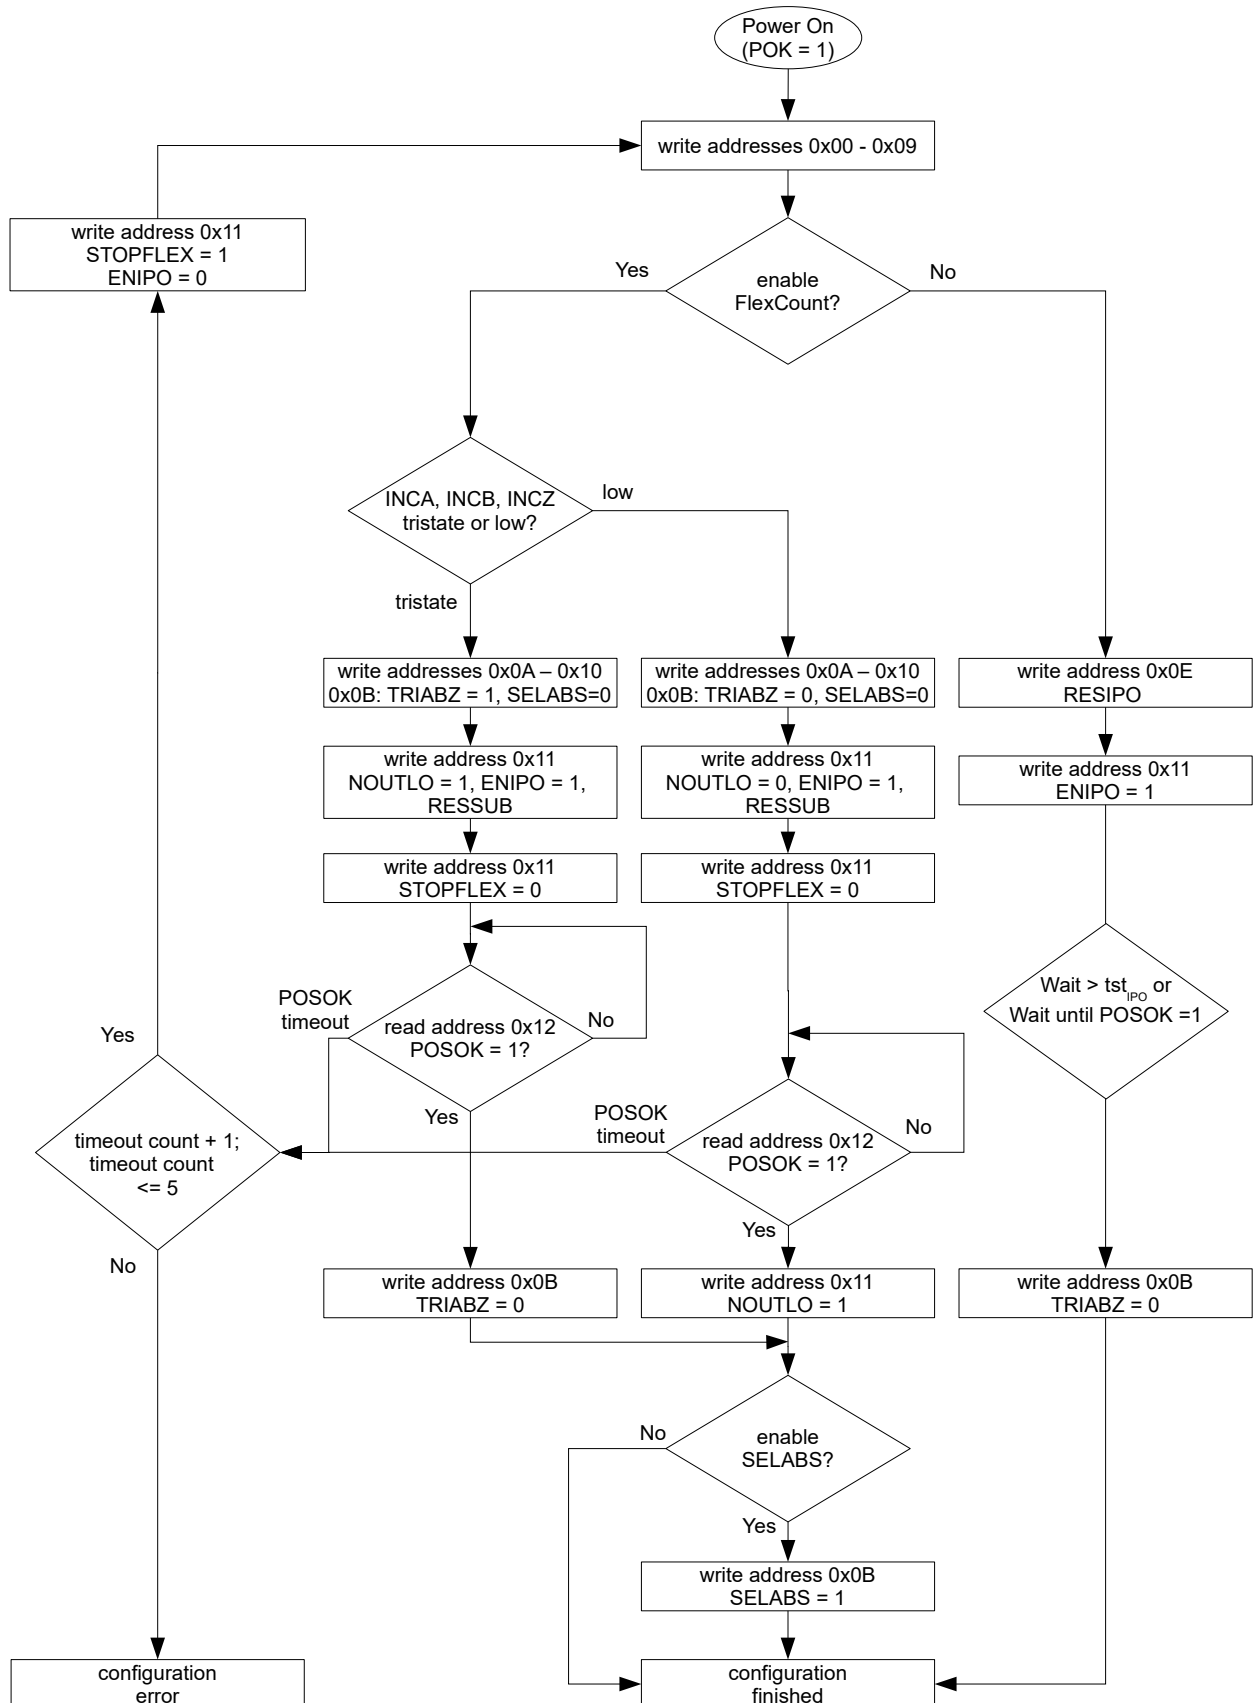 Power On
(POK = 1)
write addresses 0x00 - 0x09
write address 0x11
STOPFLEX = 1
ENIPO = 0
Yes
enable
FlexCount?
No
INCA, INCB, INCZ
tristate or low?
low
tristate
write addresses 0x0A – 0x10
0x0B: TRIABZ = 1, SELABS=0
write addresses 0x0A – 0x10
0x0B: TRIABZ = 0, SELABS=0
write address 0x0E
RESIPO
write address 0x11
NOUTLO = 1, ENIPO = 1,
RESSUB
write address 0x11
NOUTLO = 0, ENIPO = 1,
RESSUB
write address 0x11
ENIPO = 1
write address 0x11
STOPFLEX = 0
write address 0x11
STOPFLEX = 0
POSOK
timeout
read address 0x12
POSOK = 1?
No
Yes
Wait > tst IPO or
Wait until POSOK =1
Yes
timeout count + 1;
timeout count
<= 5
No
POSOK
timeout
read address 0x12
POSOK = 1?
No
Yes
write address 0x0B
TRIABZ = 0
write address 0x11
NOUTLO = 1
write address 0x0B
TRIABZ = 0
No
enable
SELABS?
Yes
write address 0x0B
SELABS = 1
configuration
error
configuration
finished